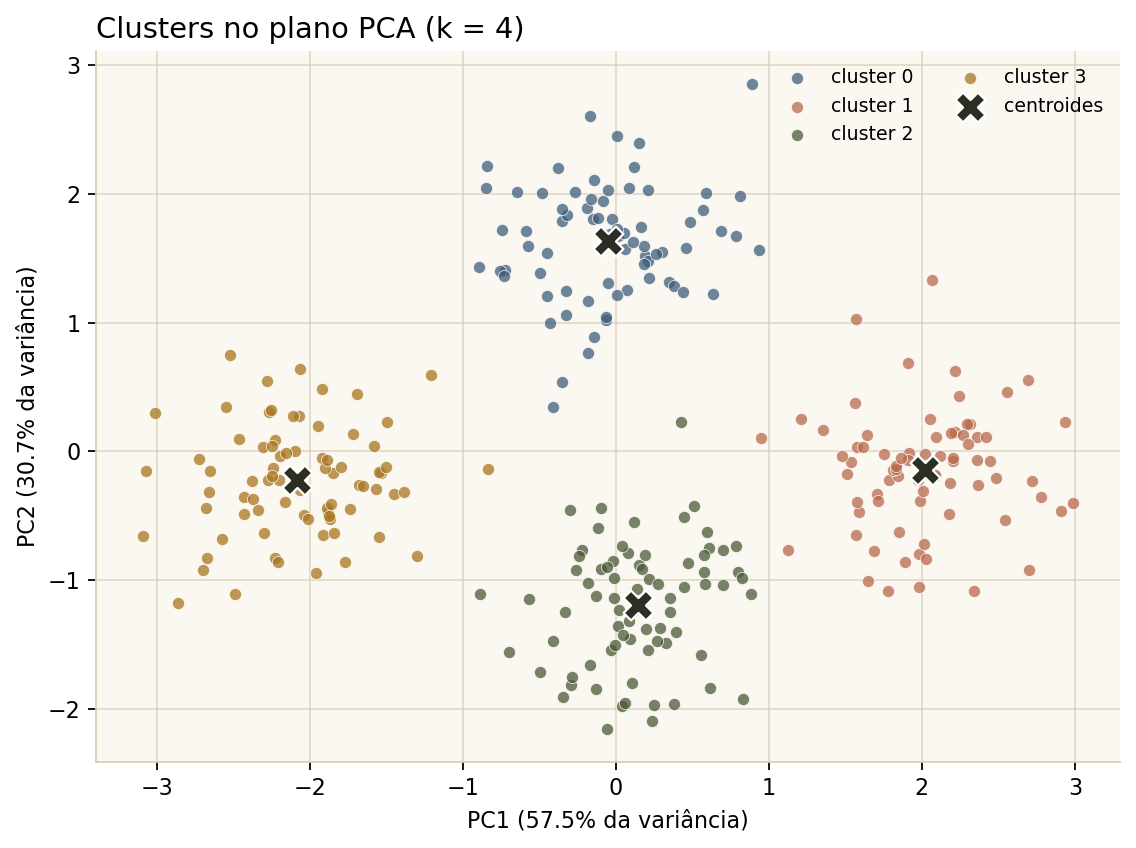 Clusters no plano PCA (k = 4)
cluster 0
cluster 1
cluster 2
cluster 3
centroides
PC2 (30.7% da variância)
3
2
1
0
−1
−2
−3
−2
−1
0
1
2
3
PC1 (57.5% da variância)